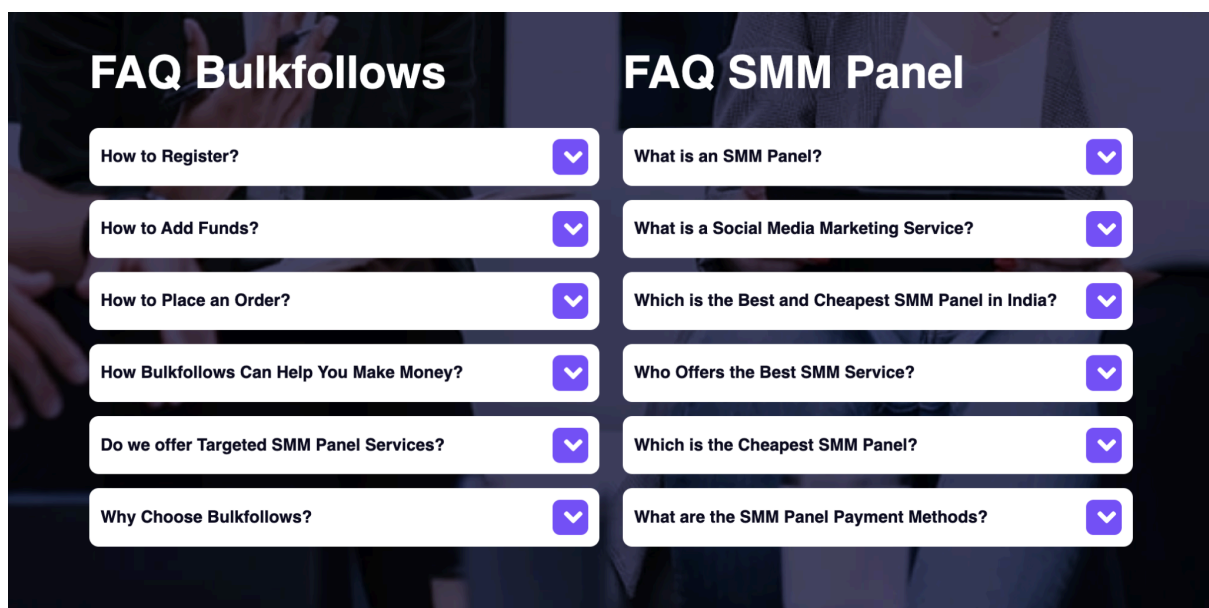 FAQ Bulkfollows
How to Register?
How to Add Funds?
How to Place an Order?
How Bulkfollows Can Help You Make Money?
Do we offer Targeted SMM Panel Services?
Why Choose Bulkfollows?
FAQ SMM Panel
What is an SMM Panel?
What is a Social Media Marketing Service?
Which is the Best and Cheapest SMM Panel in India?
Who Offers the Best SMM Service?
Which is the Cheapest SMM Panel?
What are the SMM Panel Payment Methods?